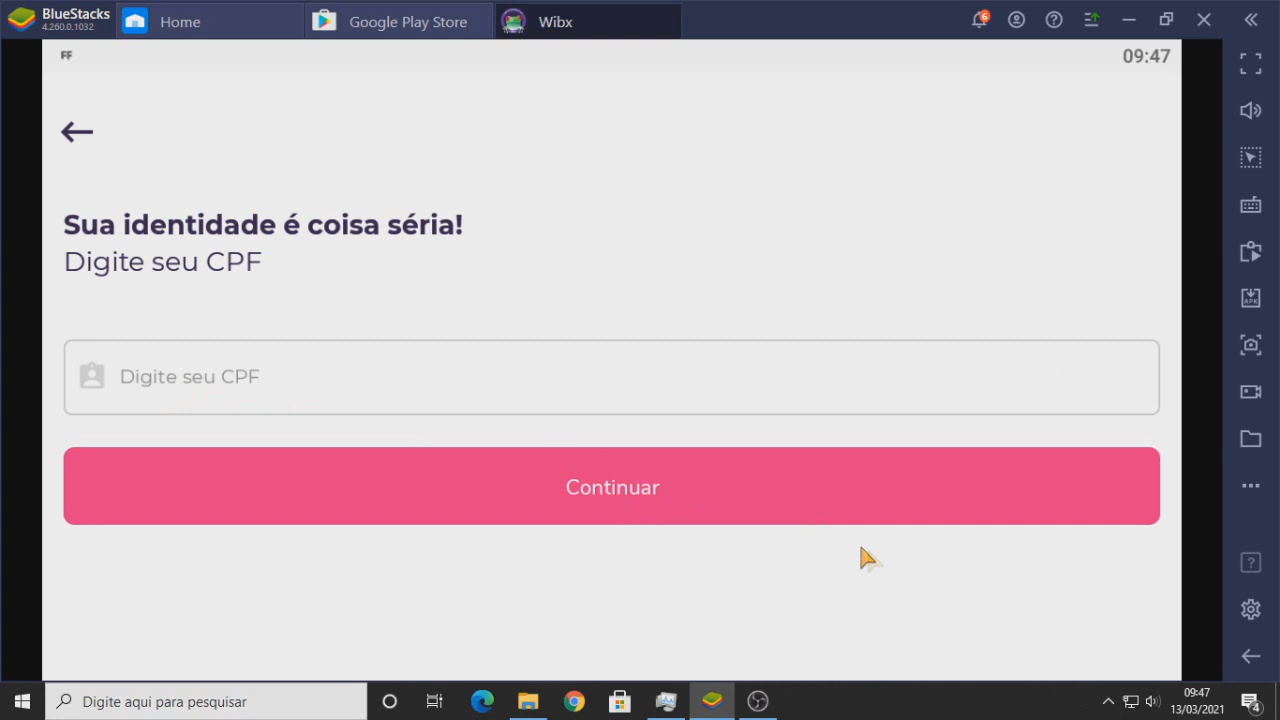 BlueStacks
4.260.0.1032
Home
Google Play Store
Wibx
6
FF
09:47
Sua identidade é coisa séria!
Digite seu CPF
Digite seu CPF
Continuar
APK
Digite aqui para pesquisar
09:47
13/03/2021
4